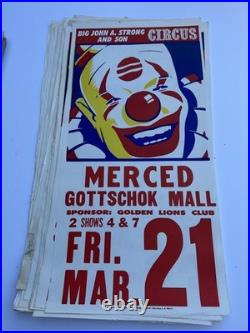 BIG JOHN A. STRONG
AND SON
CIRCUS
MERCED
GOTTSCHOK MALL
SPONSOR: GOLDEN LIONS CLUB
2 SHOWS 4 & 7
FRI. 21
MAR.